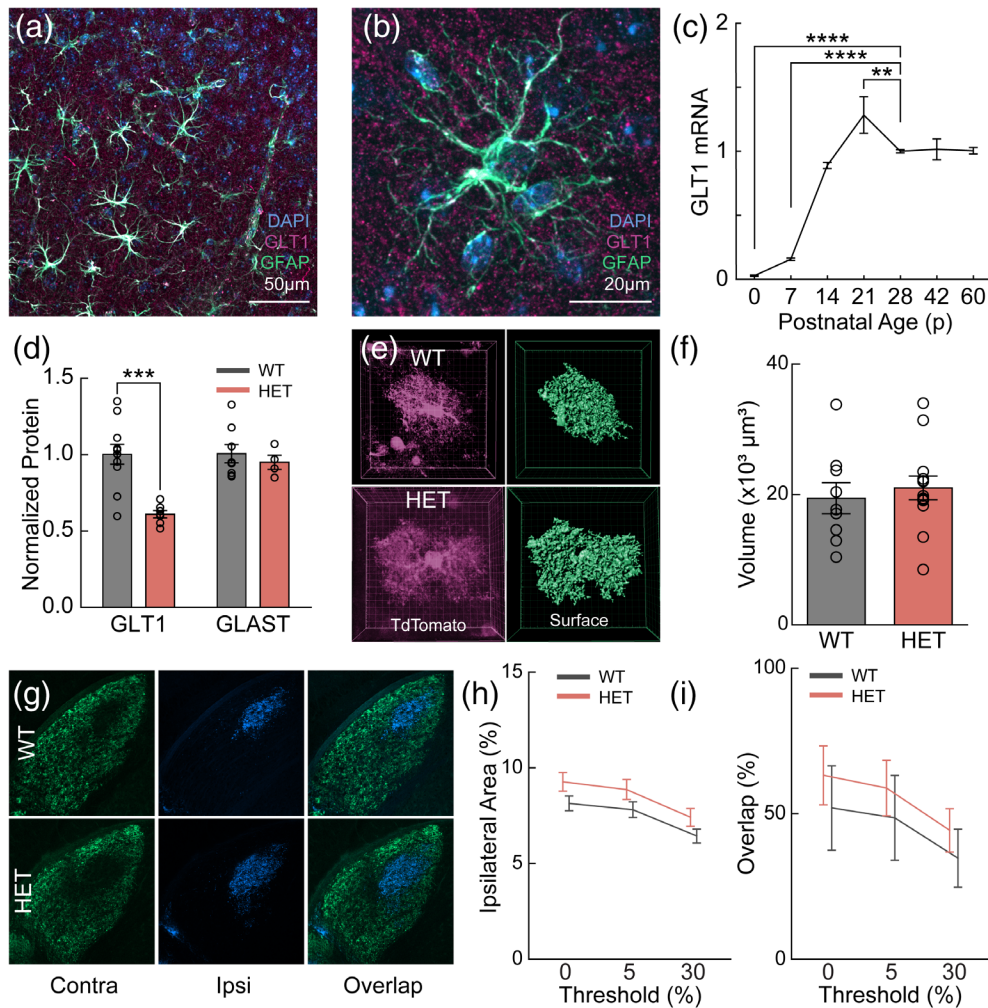 (a)
DAPI
GLT1
GFAP
50μm
(b)
DAPI
GLT1
GFAP
20μm
(c)
****
****
**
GLT1 mRNA
2
1
0
0 7 14 21 28 42 60
Postnatal Age (p)
(d)
WT
HET
***
Normalized Protein
1.5
1.0
0.5
0.0
GLT1 GLAST
(e)
WT
HET
TdTomato
Surface
(f)
Volume (x10³ μm³)
40
20
0
WT HET
(g)
WT
HET
Contra Ipsi Overlap
(h)
WT
HET
Ipsilateral Area (%)
15
10
5
0
0 5 30
Threshold (%)
(i)
WT
HET
Overlap (%)
100
50
0
0 5 30
Threshold (%)